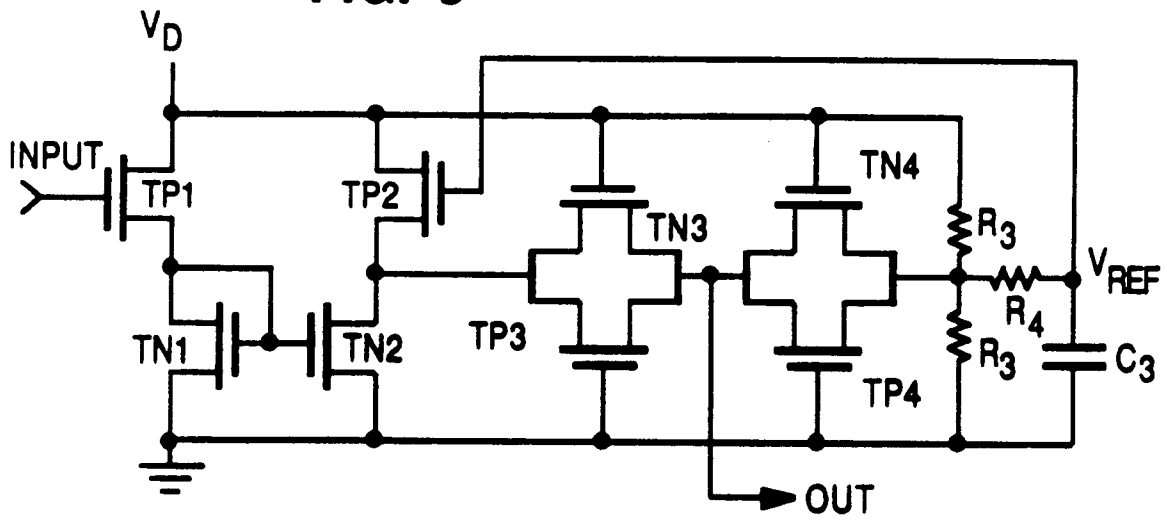 V_D
INPUT
TP1
TP2
TN4
TN3
R_3
V_REF
R_4
TN1
TN2
TP3
R_3
C_3
TP4
OUT